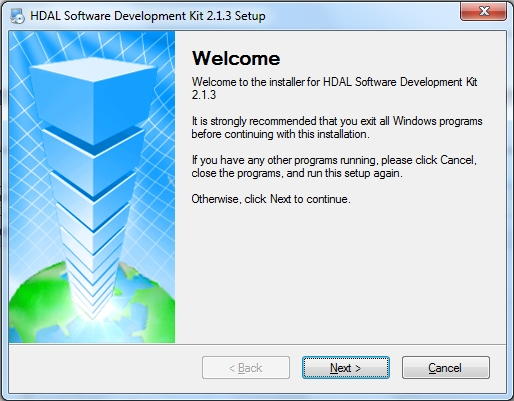 HDAL Software Development Kit 2.1.3 Setup
Welcome
Welcome to the installer for HDAL Software Development Kit
2.1.3
It is strongly recommended that you exit all Windows programs
before continuing with this installation.
If you have any other programs running, please click Cancel,
close the programs, and run this setup again.
Otherwise, click Next to continue.
< Back
Next >
Cancel